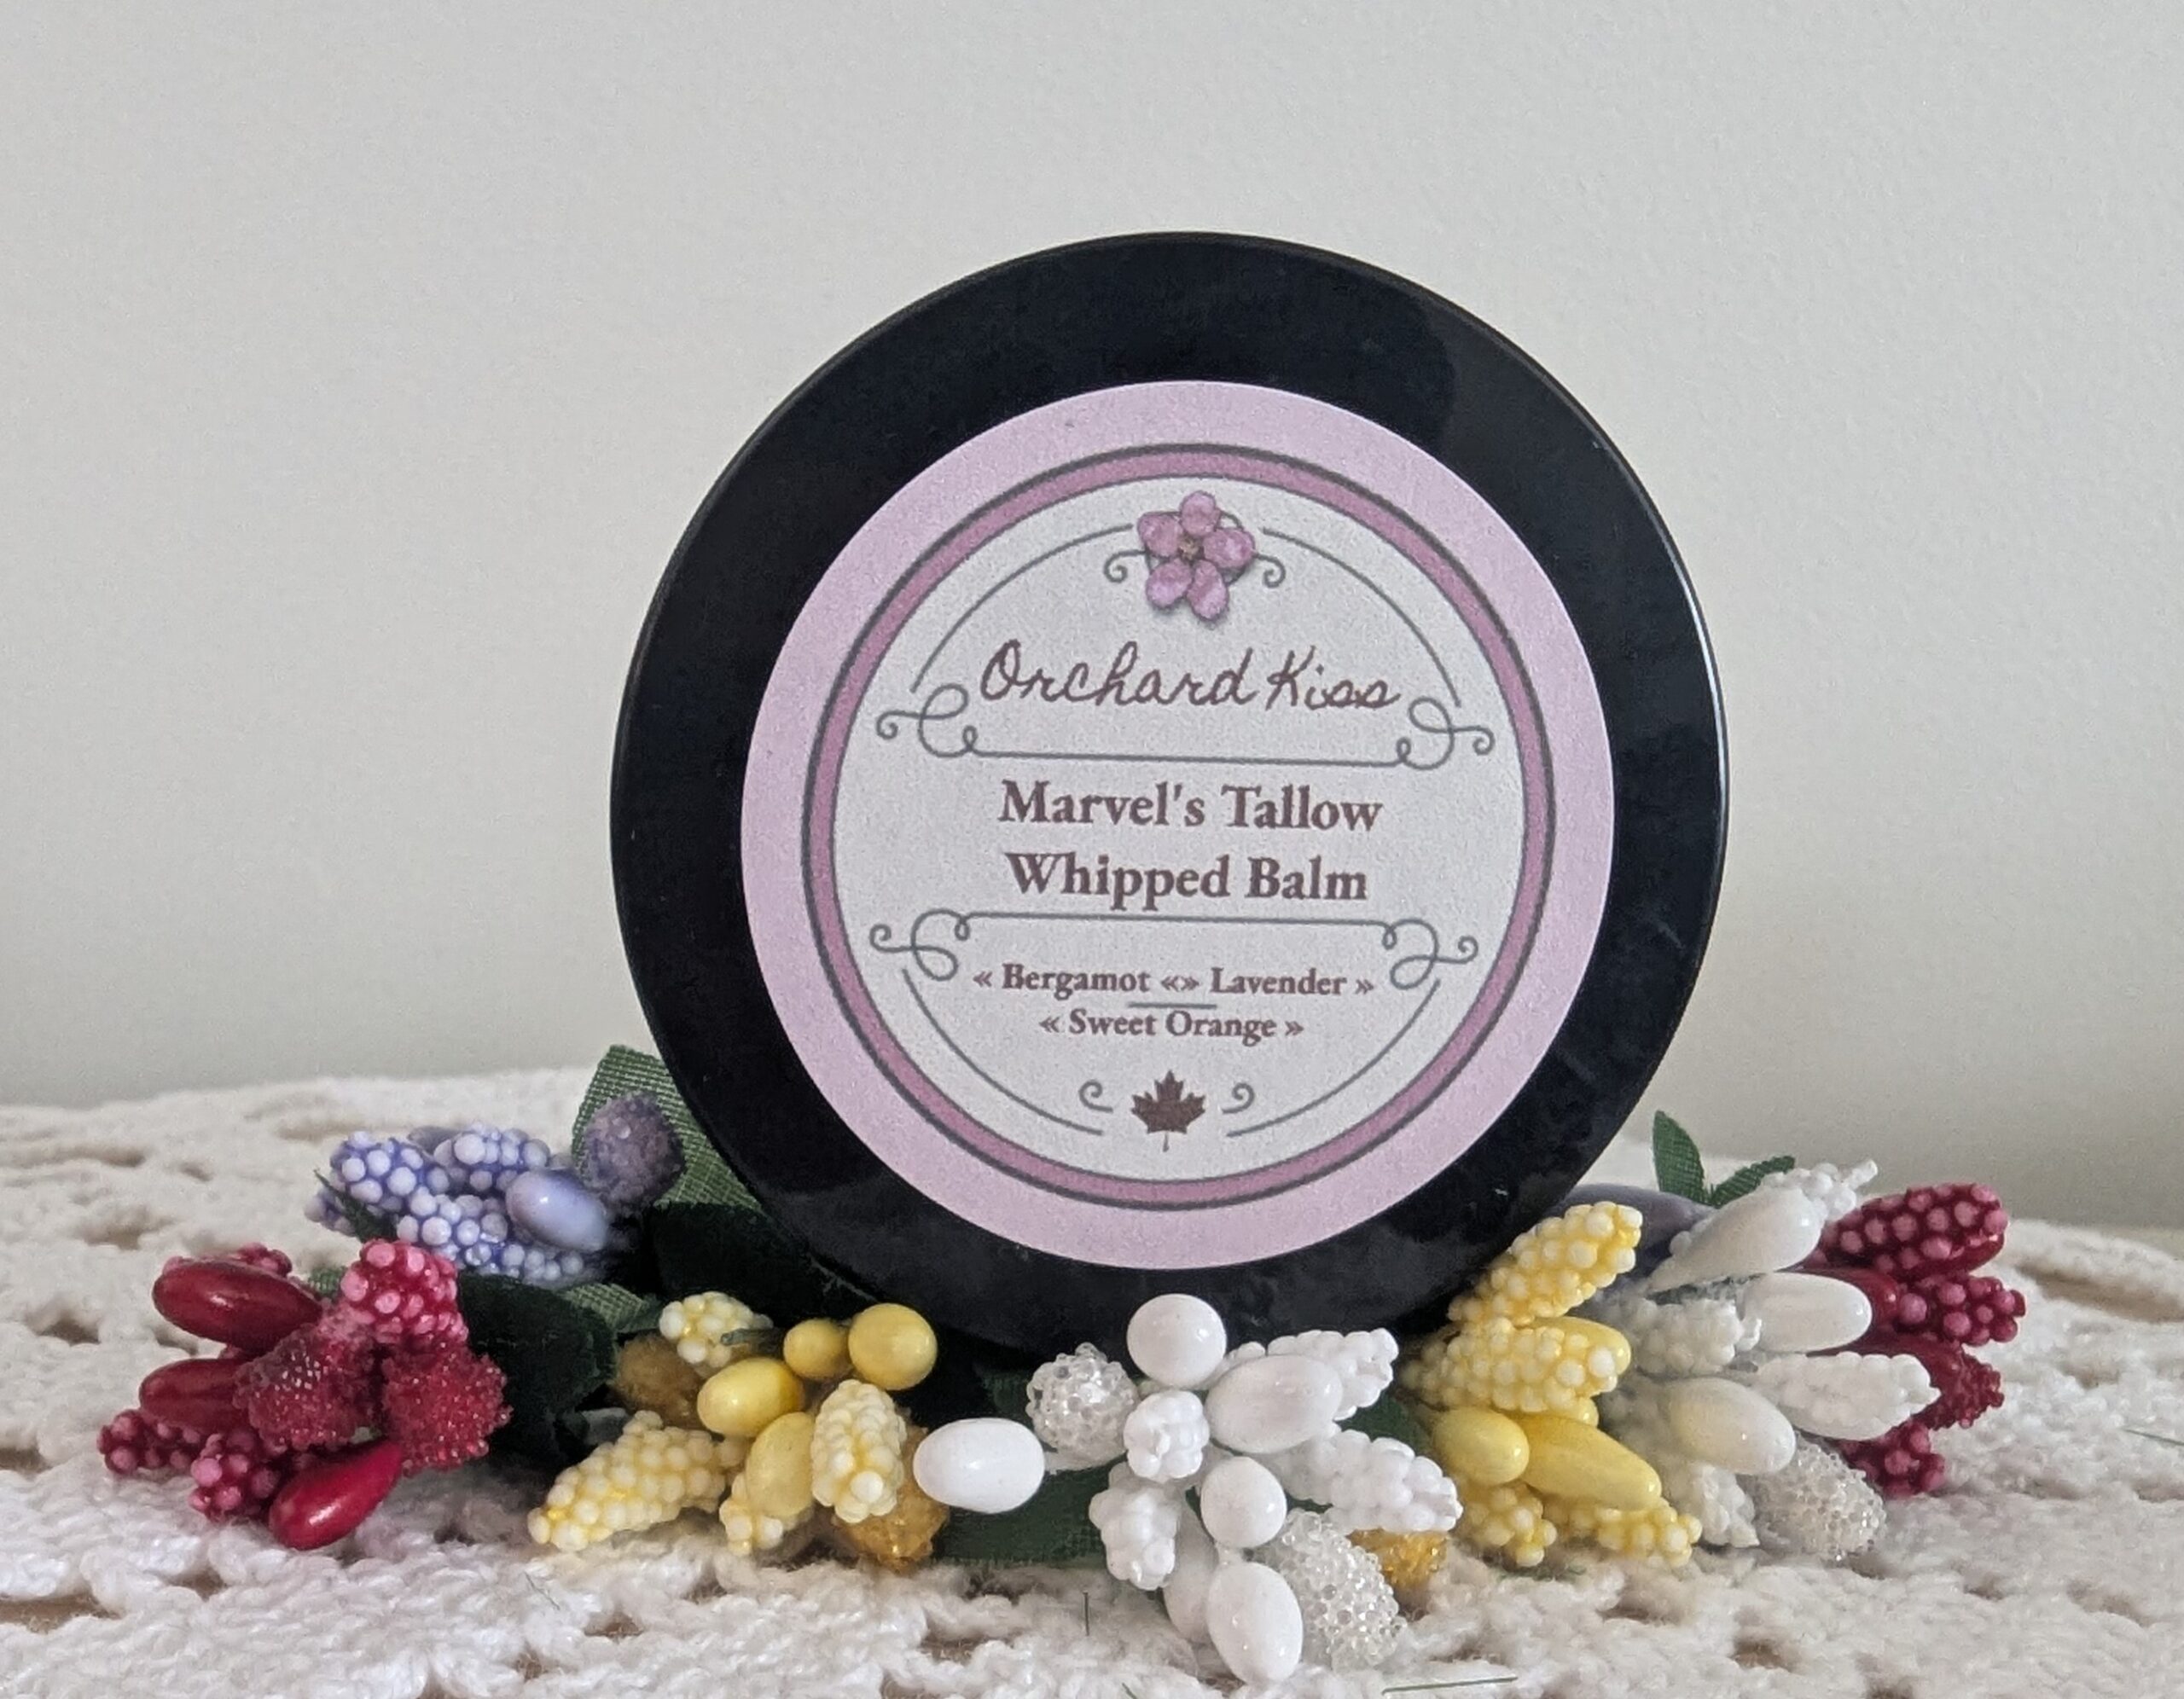 Orchard Kiss
Marvel's Tallow
Whipped Balm
« Bergamot «» Lavender »
« Sweet Orange »